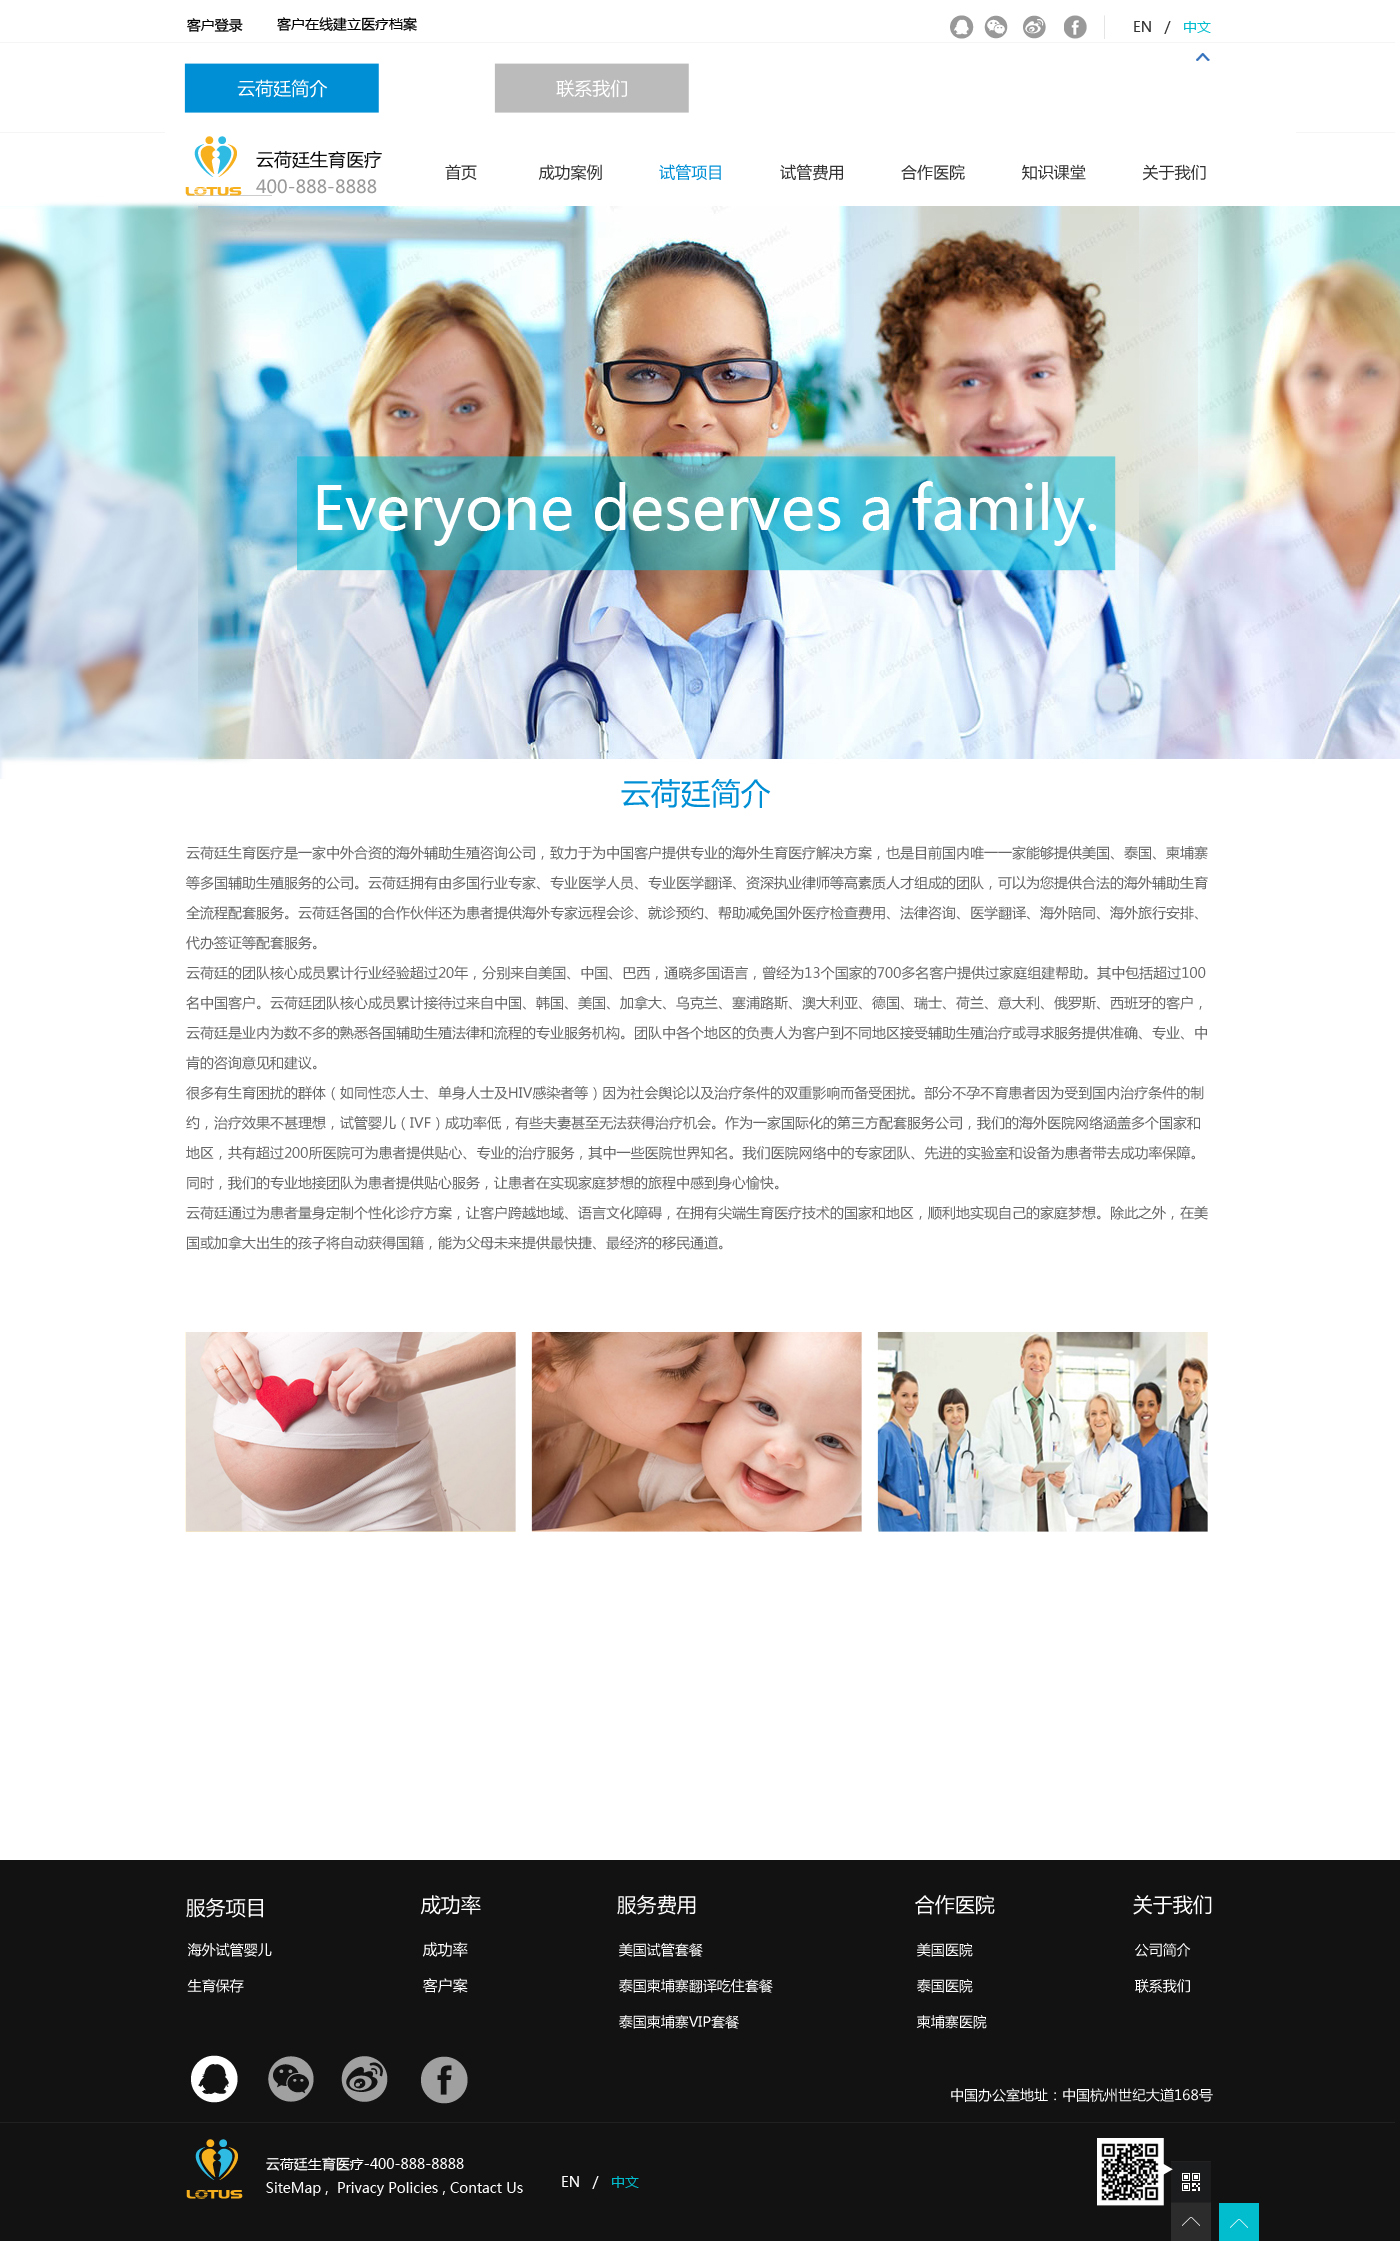 客户登录 客户在线建立医疗档案 EN / 中文
云荷廷简介 联系我们
云荷廷生育医疗
400-888-8888
LOTUS
首页 成功案例 试管项目 试管费用 合作医院 知识课堂 关于我们
Everyone deserves a family.
云荷廷简介
云荷廷生育医疗是一家中外合资的海外辅助生殖咨询公司，致力于为中国客户提供专业的海外生育医疗解决方案，也是目前国内唯一一家能够提供美国、泰国、柬埔寨
等多国辅助生殖服务的公司。云荷廷拥有由多国行业专家、专业医学人员、专业医学翻译、资深执业律师等高素质人才组成的团队，可以为您提供合法的海外辅助生育
全流程配套服务。云荷廷各国的合作伙伴还为患者提供海外专家远程会诊、就诊预约、帮助减免国外医疗检查费用、法律咨询、医学翻译、海外陪同、海外旅行安排、
代办签证等配套服务。
云荷廷的团队核心成员累计行业经验超过20年，分别来自美国、中国、巴西，通晓多国语言，曾经为13个国家的700多名客户提供过家庭组建帮助。其中包括超过100
名中国客户。云荷廷团队核心成员累计接待过来自中国、韩国、美国、加拿大、乌克兰、塞浦路斯、澳大利亚、德国、瑞士、荷兰、意大利、俄罗斯、西班牙的客户，
云荷廷是业内为数不多的熟悉各国辅助生殖法律和流程的专业服务机构。团队中各个地区的负责人为客户到不同地区接受辅助生殖治疗或寻求服务提供准确、专业、中
肯的咨询意见和建议。
很多有生育困扰的群体（如同性恋人士、单身人士及HIV感染者等）因为社会舆论以及治疗条件的双重影响而备受困扰。部分不孕不育患者因为受到国内治疗条件的制
约，治疗效果不甚理想，试管婴儿（IVF）成功率低，有些夫妻甚至无法获得治疗机会。作为一家国际化的第三方配套服务公司，我们的海外医院网络涵盖多个国家和
地区，共有超过200所医院可为患者提供贴心、专业的治疗服务，其中一些医院世界知名。我们医院网络中的专家团队、先进的实验室和设备为患者带去成功率保障。
同时，我们的专业地接团队为患者提供贴心服务，让患者在实现家庭梦想的旅程中感到身心愉快。
云荷廷通过为患者量身定制个性化诊疗方案，让客户跨越地域、语言文化障碍，在拥有尖端生育医疗技术的国家和地区，顺利地实现自己的家庭梦想。除此之外，在美
国或加拿大出生的孩子将自动获得国籍，能为父母未来提供最快捷、最经济的移民通道。
服务项目 成功率 服务费用 合作医院 关于我们
海外试管婴儿 成功率 美国试管套餐 美国医院 公司简介
生育保存 客户案 泰国柬埔寨翻译吃住套餐 泰国医院 联系我们
泰国柬埔寨VIP套餐 柬埔寨医院
中国办公室地址：中国杭州世纪大道168号
LOTUS
云荷廷生育医疗-400-888-8888
SiteMap , Privacy Policies , Contact Us
EN / 中文